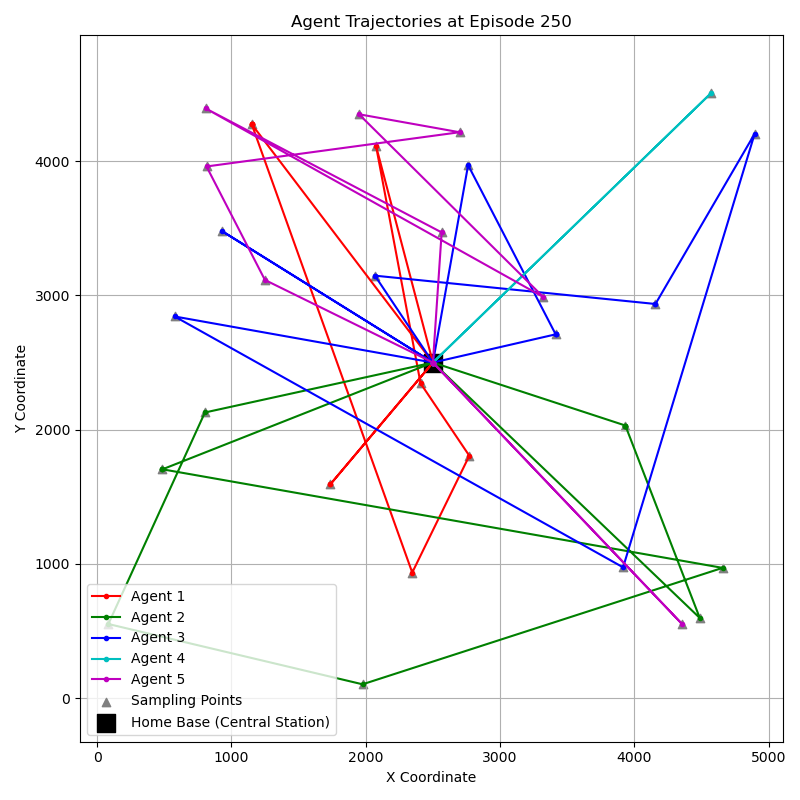 Agent Trajectories at Episode 250
Y Coordinate
4000
3000
2000
1000
0
Agent 1
Agent 2
Agent 3
Agent 4
Agent 5
Sampling Points
Home Base (Central Station)
0 1000 2000 3000 4000 5000
X Coordinate